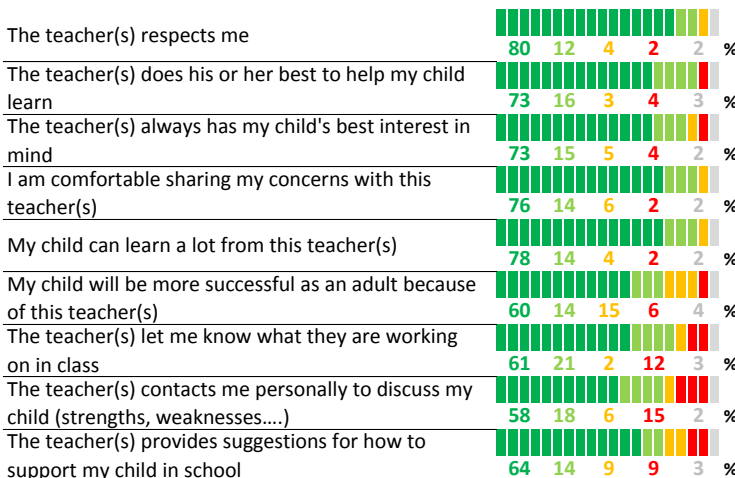 The teacher(s) respects me
80 12 4 2 2 %
The teacher(s) does his or her best to help my child
learn
73 16 3 4 3 %
The teacher(s) always has my child's best interest in
mind
73 15 5 4 2 %
I am comfortable sharing my concerns with this
teacher(s)
76 14 6 2 2 %
My child can learn a lot from this teacher(s)
78 14 4 2 2 %
My child will be more successful as an adult because
of this teacher(s)
60 14 15 6 4 %
The teacher(s) let me know what they are working
on in class
61 21 2 12 3 %
The teacher(s) contacts me personally to discuss my
child (strengths, weaknesses....)
58 18 6 15 2 %
The teacher(s) provides suggestions for how to
support my child in school
64 14 9 9 3 %